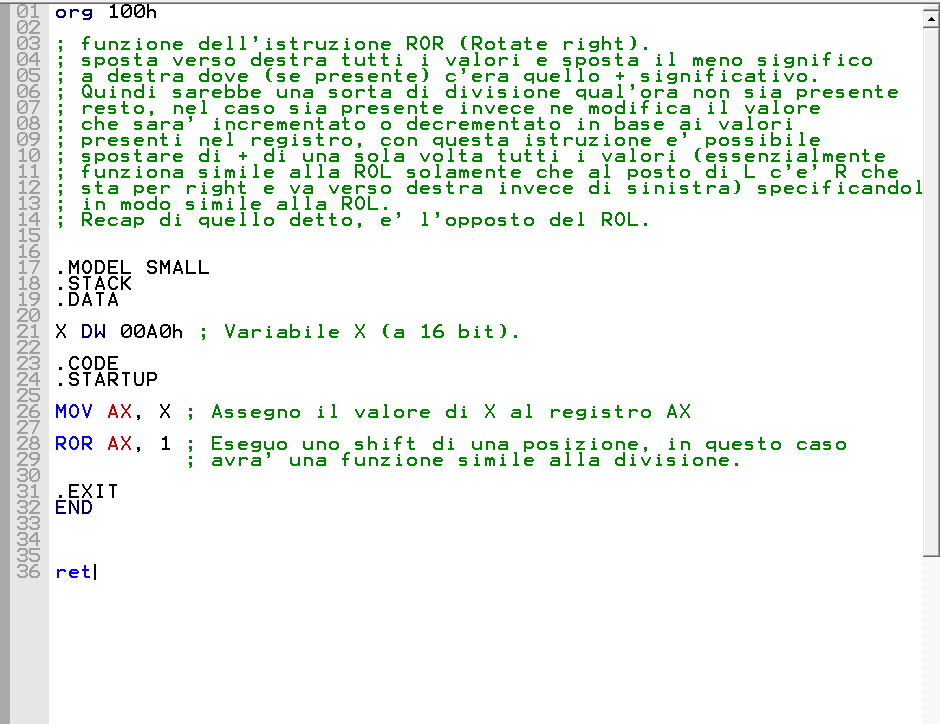 01 org 100h
02
03 ; funzione dell'istruzione ROR (Rotate right).
04 ; sposta verso destra tutti i valori e sposta il meno significo
05 ; a destra dove (se presente) c'era quello + significativo.
06 ; Quindi sarebbe una sorta di divisione qual'ora non sia presente
07 ; resto, nel caso sia presente invece ne modifica il valore
08 ; che sara' incrementato o decrementato in base ai valori
09 ; presenti nel registro, con questa istruzione e' possibile
10 ; spostare di + di una sola volta tutti i valori (essenzialmente
11 ; funziona simile alla ROL solamente che al posto di L c'e' R che
12 ; sta per right e va verso destra invece di sinistra) specificandol
13 ; in modo simile alla ROL.
14 ; Recap di quello detto, e' l'opposto del ROL.
15
16
17 .MODEL SMALL
18 .STACK
19 .DATA
20
21 X DW 00A0h ; Variabile X (a 16 bit).
22
23 .CODE
24 .STARTUP
25
26 MOV AX, X ; Assegno il valore di X al registro AX
27
28 ROR AX, 1 ; Eseguo uno shift di una posizione, in questo caso
29 ; avra' una funzione simile alla divisione.
30
31 .EXIT
32 END
33
34
35
36 ret